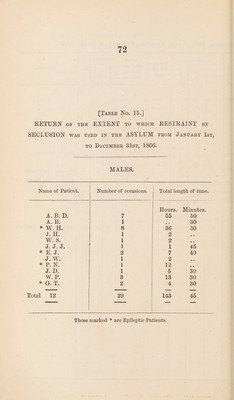 72
[Table No. 15.]
RETURN of the EXTENT to which RESTRAINT by
SECLUSION was used in the ASYLUM from January 1st,
to December 31st, 1866.
MALES.
Name of Patient. Number of occasions. Total length of time.
Hours. Minutes.
A. B. D. 7 55 50
A. B. 1 .. 30
* W. H. 8 36 30
J. H. 1 2 ..
W. S. 1 2 ..
J. J. J. 1 1 45
* E. J. 2 7 40
J. W. 1 2 ..
* P. N. 1 12 ..
J. D. 1 5 30
W. P. 3 13 30
* G. T. 2 4 30
Total 12 29 143 45
Those marked * are Epileptic Patients.